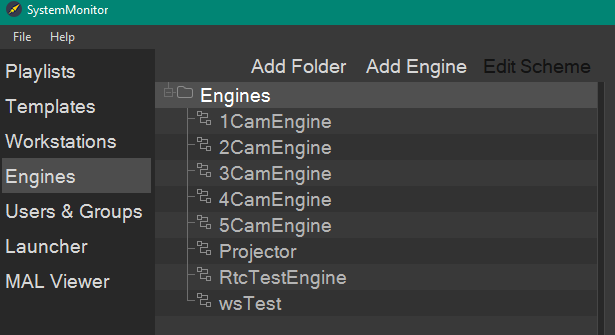 SystemMonitor
File Help
Playlists
Templates
Workstations
Engines
Users & Groups
Launcher
MAL Viewer
Add Folder Add Engine Edit Scheme
Engines
1CamEngine
2CamEngine
3CamEngine
4CamEngine
5CamEngine
Projector
RtcTestEngine
wsTest